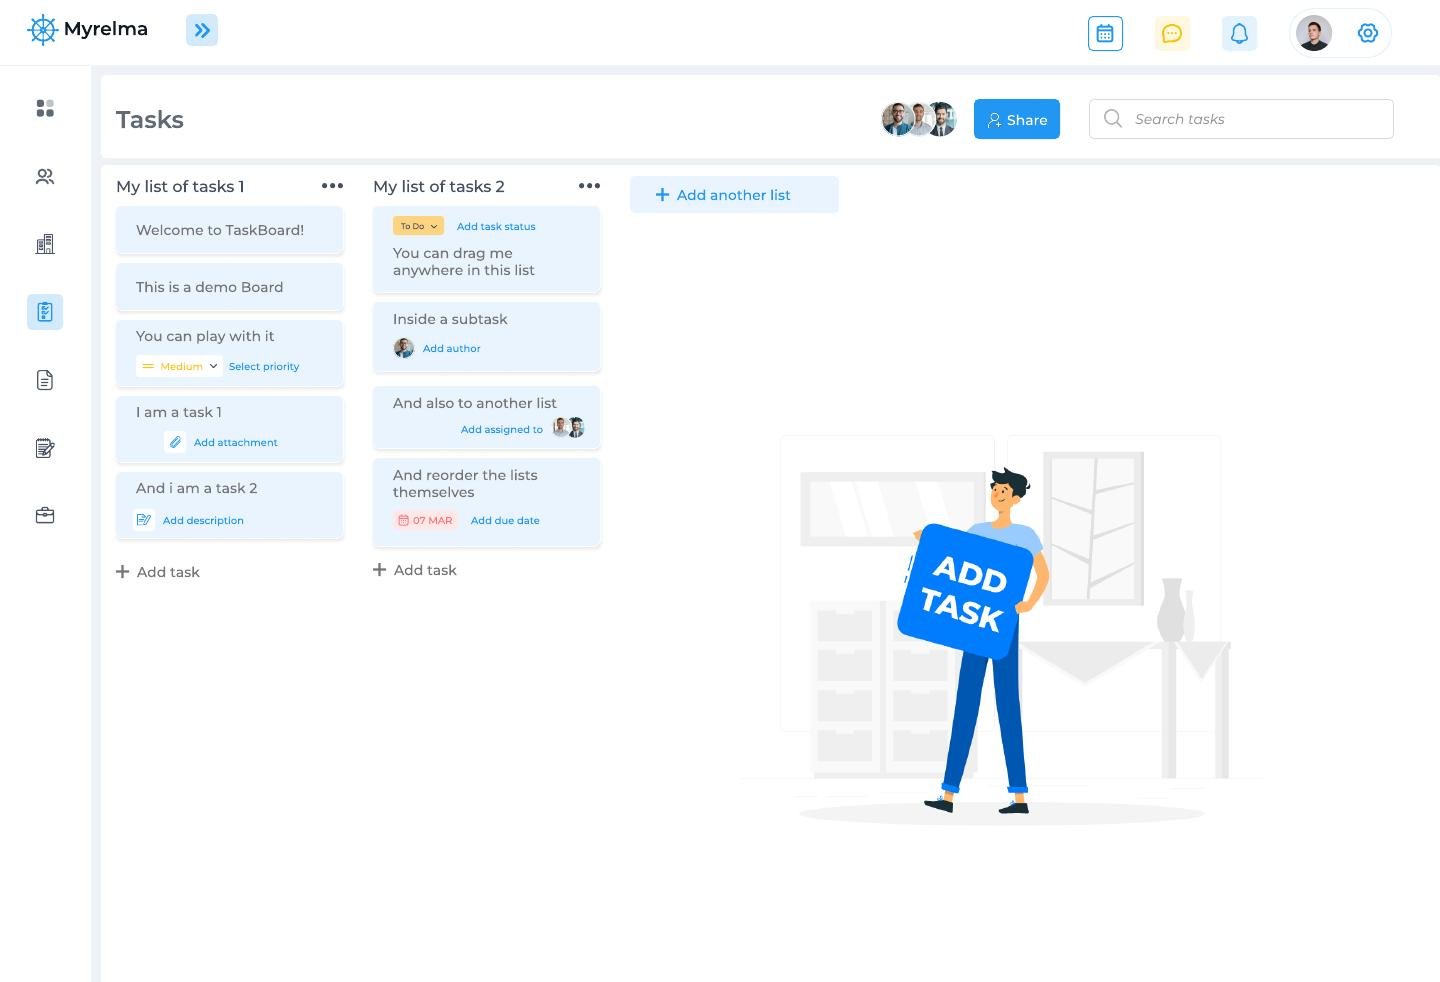 Myrelma
Tasks
Share
Search tasks
My list of tasks 1
Welcome to TaskBoard!
This is a demo Board
You can play with it
Medium
Select priority
I am a task 1
Add attachment
And i am a task 2
Add description
Add task
My list of tasks 2
To Do
Add task status
You can drag me
anywhere in this list
Inside a subtask
Add author
And also to another list
Add assigned to
And reorder the lists
themselves
07 MAR
Add due date
Add task
Add another list
ADD
TASK